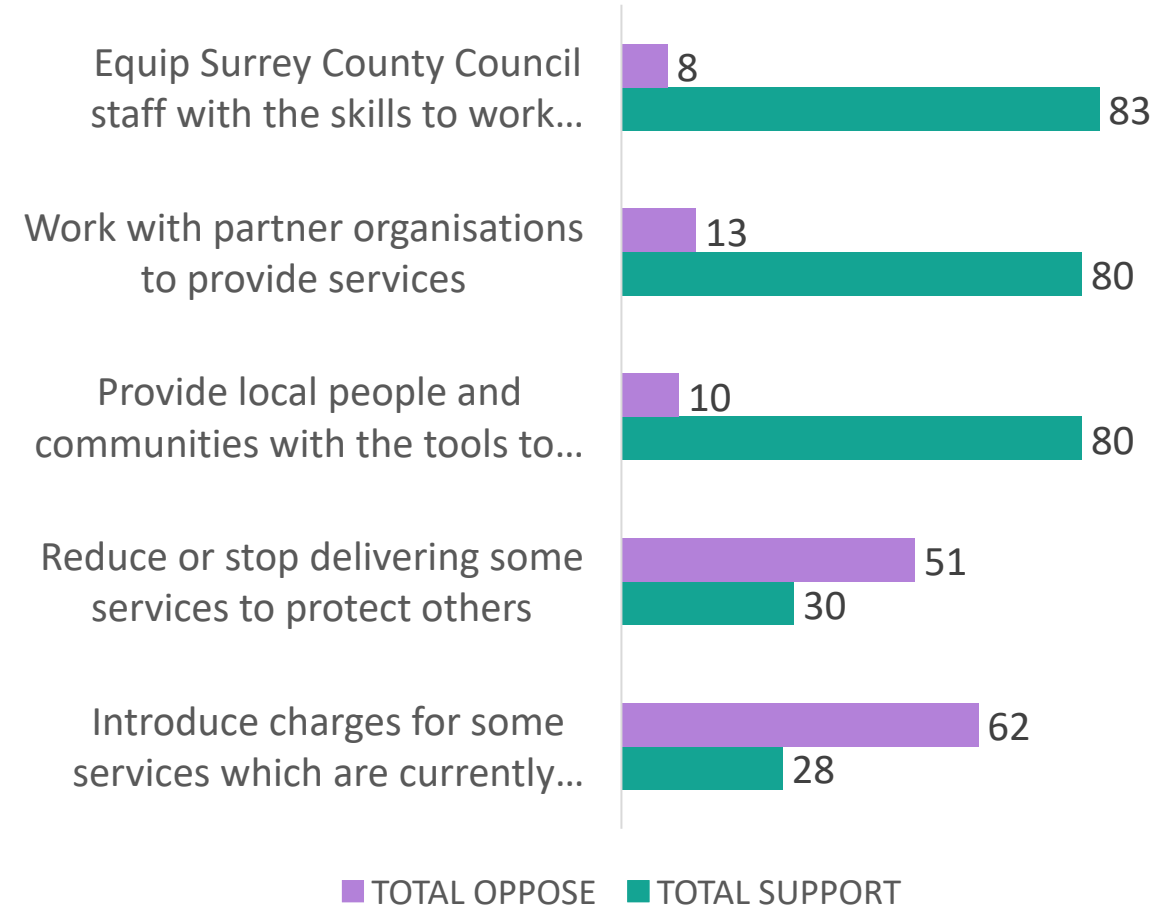 Equip Surrey County Council
staff with the skills to work…
8
83
Work with partner organisations
to provide services
13
80
Provide local people and
communities with the tools to…
10
80
Reduce or stop delivering some
services to protect others
51
30
Introduce charges for some
services which are currently…
62
28
TOTAL OPPOSE TOTAL SUPPORT